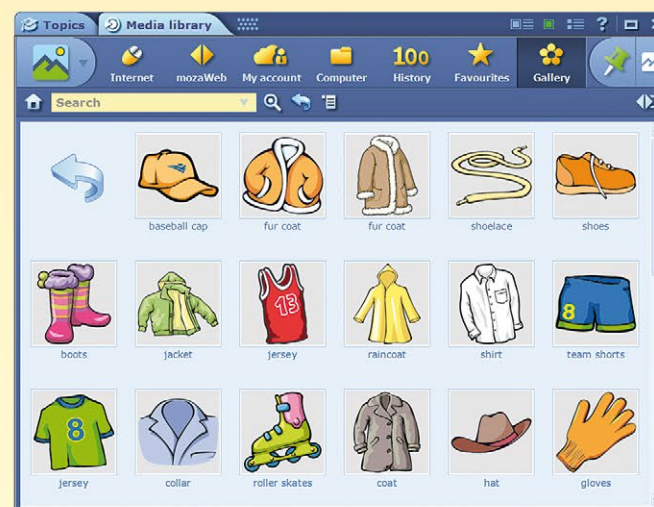 Topics Media library ?
Internet mozaWeb My account Computer 100 History Favourites Gallery
Search
baseball cap fur coat fur coat shoelace shoes
13 8
boots jacket jersey raincoat shirt team shorts
8
jersey collar roller skates coat hat gloves